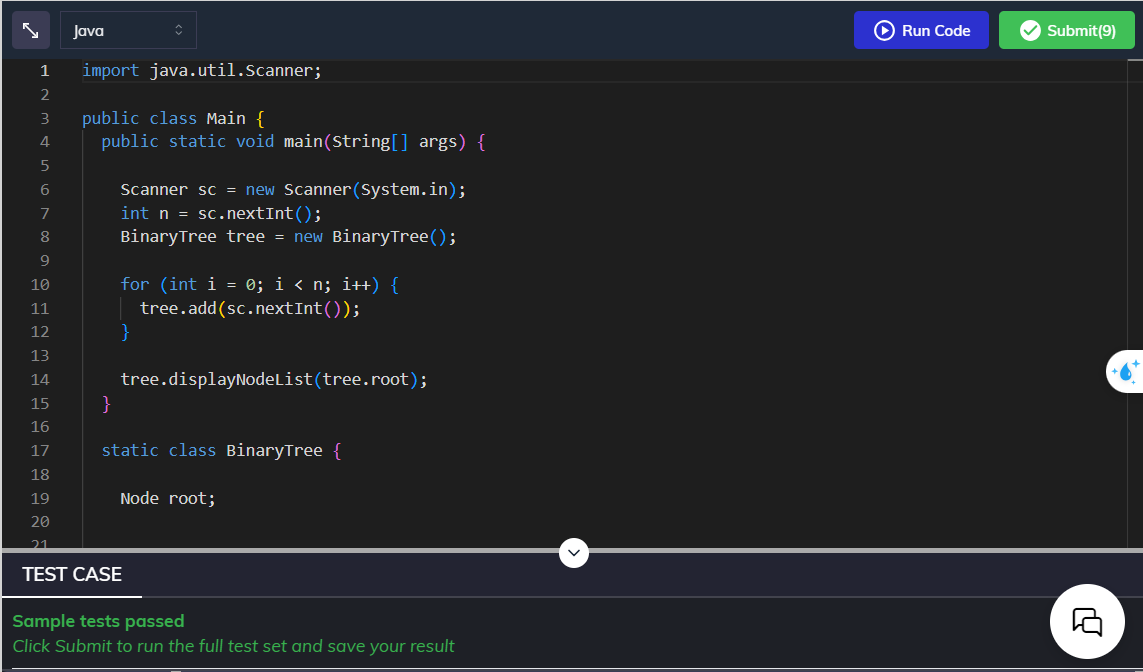 Java
Run Code
Submit(9)
1 import java.util.Scanner;
2
3 public class Main {
4 public static void main(String[] args) {
5
6 Scanner sc = new Scanner(System.in);
7 int n = sc.nextInt();
8 BinaryTree tree = new BinaryTree();
9
10 for (int i = 0; i < n; i++) {
11 tree.add(sc.nextInt());
12 }
13
14 tree.displayNodeList(tree.root);
15 }
16
17 static class BinaryTree {
18
19 Node root;
20
21
TEST CASE
Sample tests passed
Click Submit to run the full test set and save your result